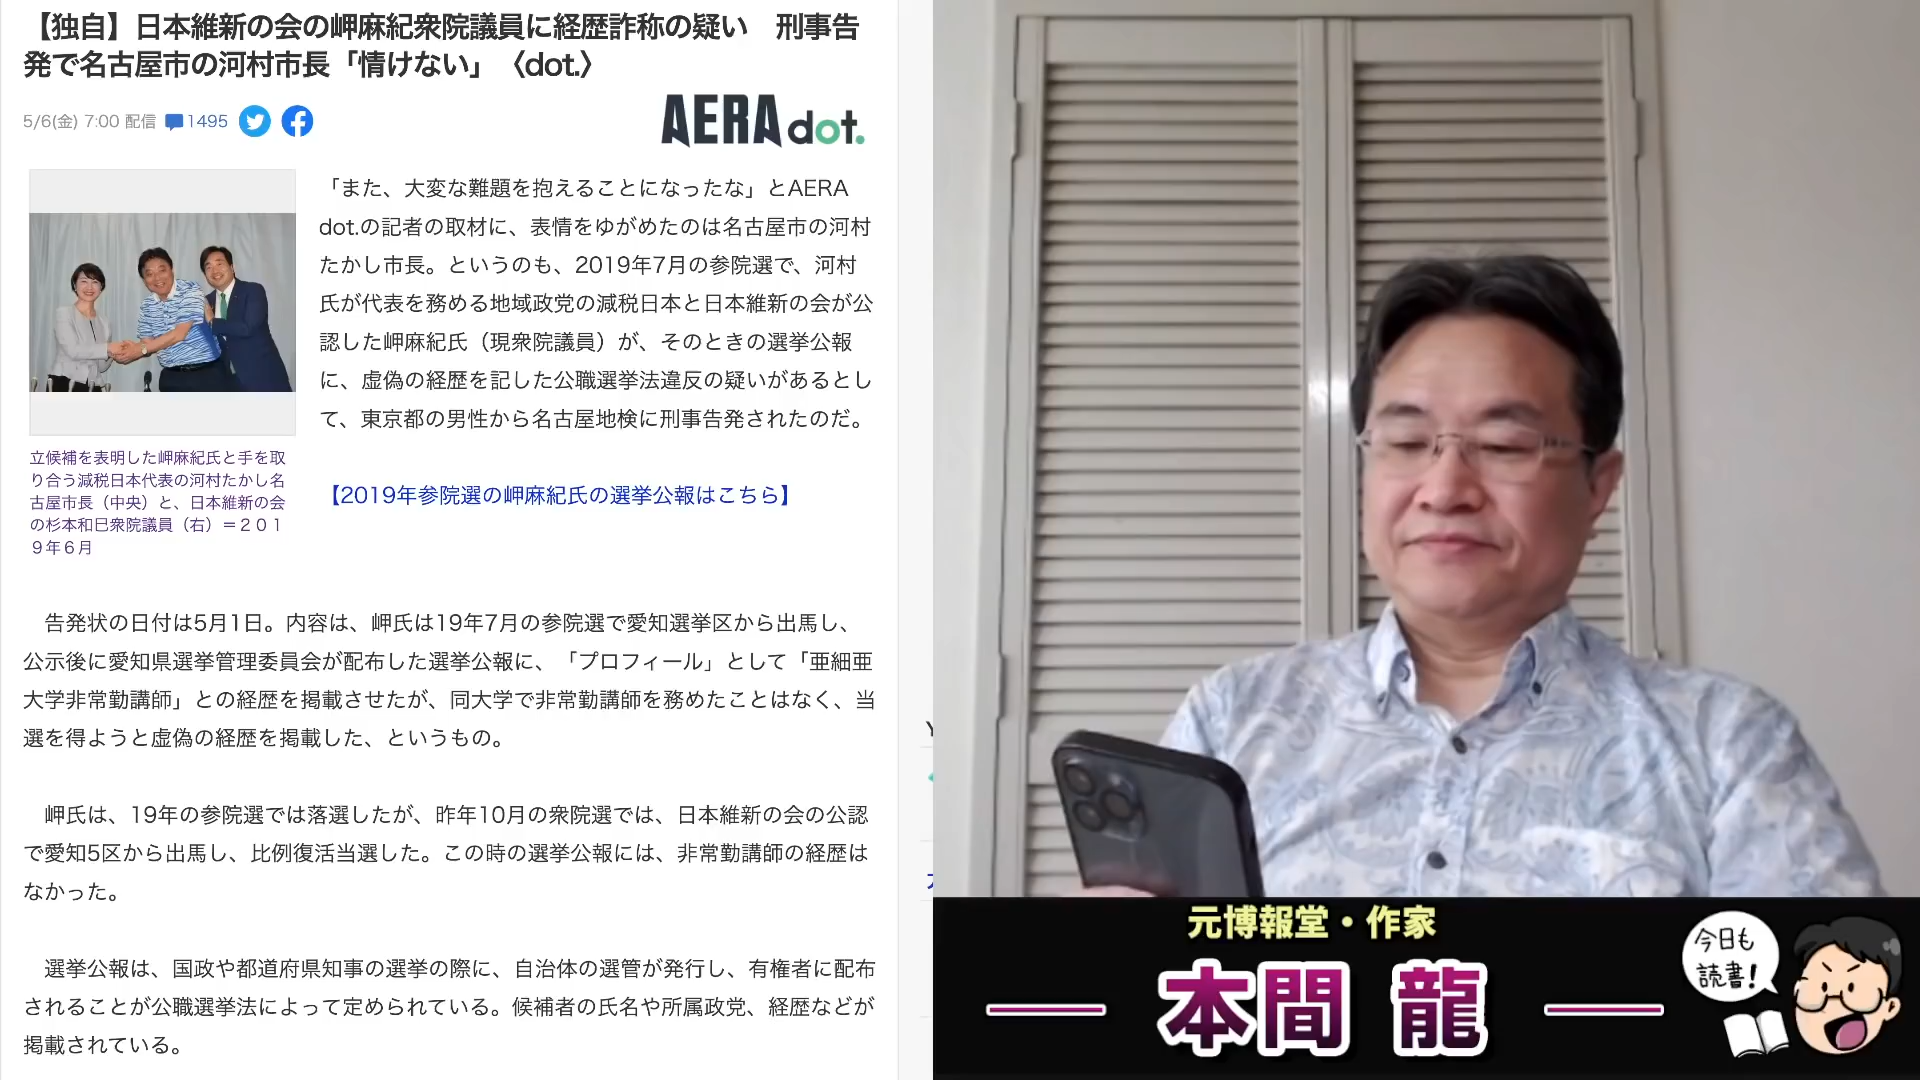 【独自】日本維新の会の岬麻紀衆院議員に経歴詐称の疑い　刑事告
発で名古屋市の河村市長「情けない」〈dot.〉
5/6(金) 7:00 配信 1495
AERA dot.
「また、大変な難題を抱えることになったな」とAERA
dot.の記者の取材に、表情をゆがめたのは名古屋市の河村
たかし市長。というのも、2019年7月の参院選で、河村
氏が代表を務める地域政党の減税日本と日本維新の会が公
認した岬麻紀氏（現衆院議員）が、そのときの選挙公報
に、虚偽の経歴を記した公職選挙法違反の疑いがあるとし
て、東京都の男性から名古屋地検に刑事告発されたのだ。
立候補を表明した岬麻紀氏と手を取
り合う減税日本代表の河村たかし名
古屋市長（中央）と、日本維新の会
の杉本和巳衆院議員（右）＝２０１
９年６月
【2019年参院選の岬麻紀氏の選挙公報はこちら】
告発状の日付は5月1日。内容は、岬氏は19年7月の参院選で愛知選挙区から出馬し、
公示後に愛知県選挙管理委員会が配布した選挙公報に、「プロフィール」として「亜細亜
大学非常勤講師」との経歴を掲載させたが、同大学で非常勤講師を務めたことはなく、当
選を得ようと虚偽の経歴を掲載した、というもの。
岬氏は、19年の参院選では落選したが、昨年10月の衆院選では、日本維新の会の公認
で愛知5区から出馬し、比例復活当選した。この時の選挙公報には、非常勤講師の経歴は
なかった。
選挙公報は、国政や都道府県知事の選挙の際に、自治体の選管が発行し、有権者に配布
されることが公職選挙法によって定められている。候補者の氏名や所属政党、経歴などが
掲載されている。
元博報堂・作家
本間 龍
今日も
読書!